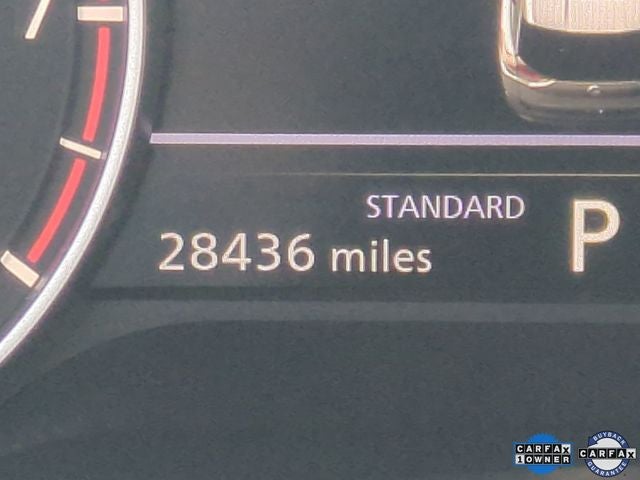 STANDARD
P
28436 miles
CARFAX
1 OWNER
BUYBACK
CARFAX
GUARANTEE